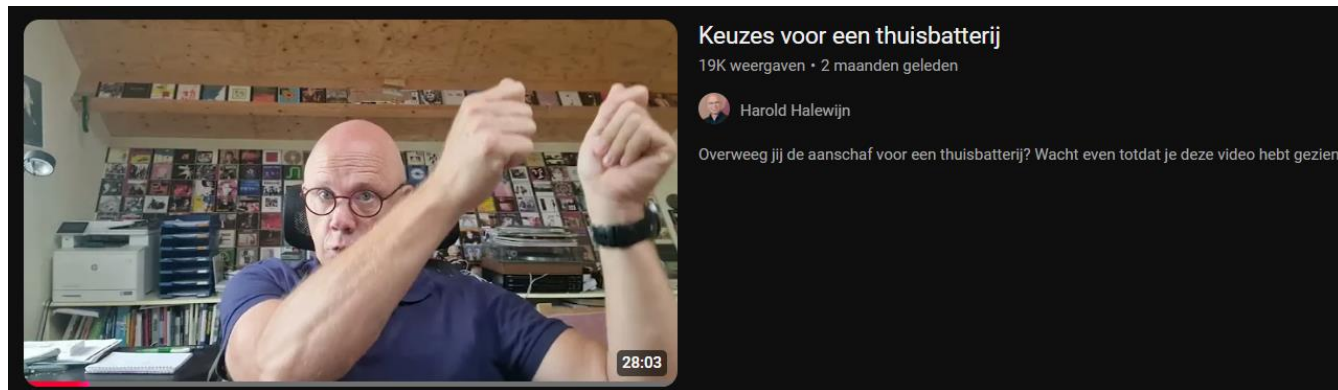 Keuzes voor een thuisbatterij
19K weergaven • 2 maanden geleden
Harold Halewijn
Overweeg jij de aanschaf voor een thuisbatterij? Wacht even totdat je deze video hebt gezien
28:03